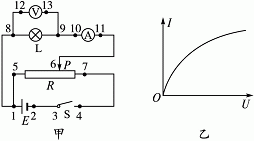 12 V 13
8 L 9 10 A 11
5 6 P 7
R
1 E 2 3 S 4
甲
I
O U
乙